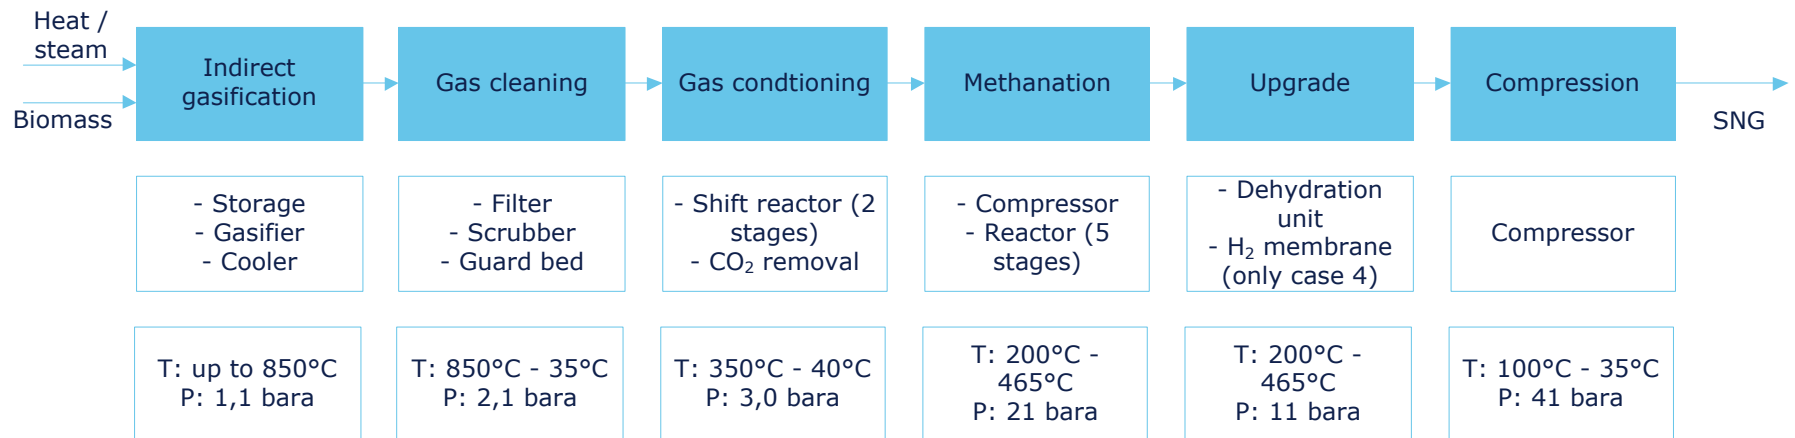 Heat /
steam
Biomass
Indirect
gasification
Gas cleaning
Gas condtioning
Methanation
Upgrade
Compression
SNG
- Storage
- Gasifier
- Cooler
- Filter
- Scrubber
- Guard bed
- Shift reactor (2
stages)
- CO₂ removal
- Compressor
- Reactor (5
stages)
- Dehydration
unit
- H₂ membrane
(only case 4)
Compressor
T: up to 850°C
P: 1,1 bara
T: 850°C - 35°C
P: 2,1 bara
T: 350°C - 40°C
P: 3,0 bara
T: 200°C -
465°C
P: 21 bara
T: 200°C -
465°C
P: 11 bara
T: 100°C - 35°C
P: 41 bara